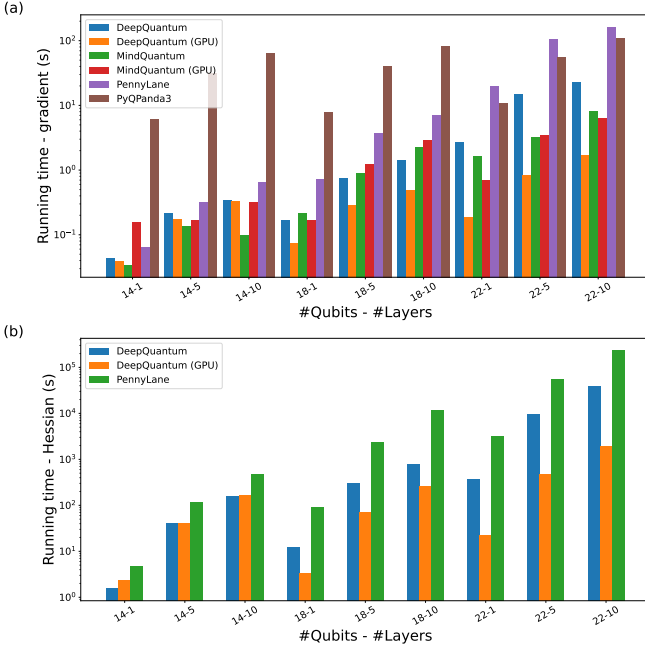 (a)
Running time - gradient (s)
10²
10¹
10⁰
10⁻¹
DeepQuantum
DeepQuantum (GPU)
MindQuantum
MindQuantum (GPU)
PennyLane
PyQPanda3
14-1
14-5
14-10
18-1
18-5
18-10
22-1
22-5
22-10
#Qubits - #Layers
(b)
Running time - Hessian (s)
10⁵
10⁴
10³
10²
10¹
10⁰
DeepQuantum
DeepQuantum (GPU)
PennyLane
14-1
14-5
14-10
18-1
18-5
18-10
22-1
22-5
22-10
#Qubits - #Layers